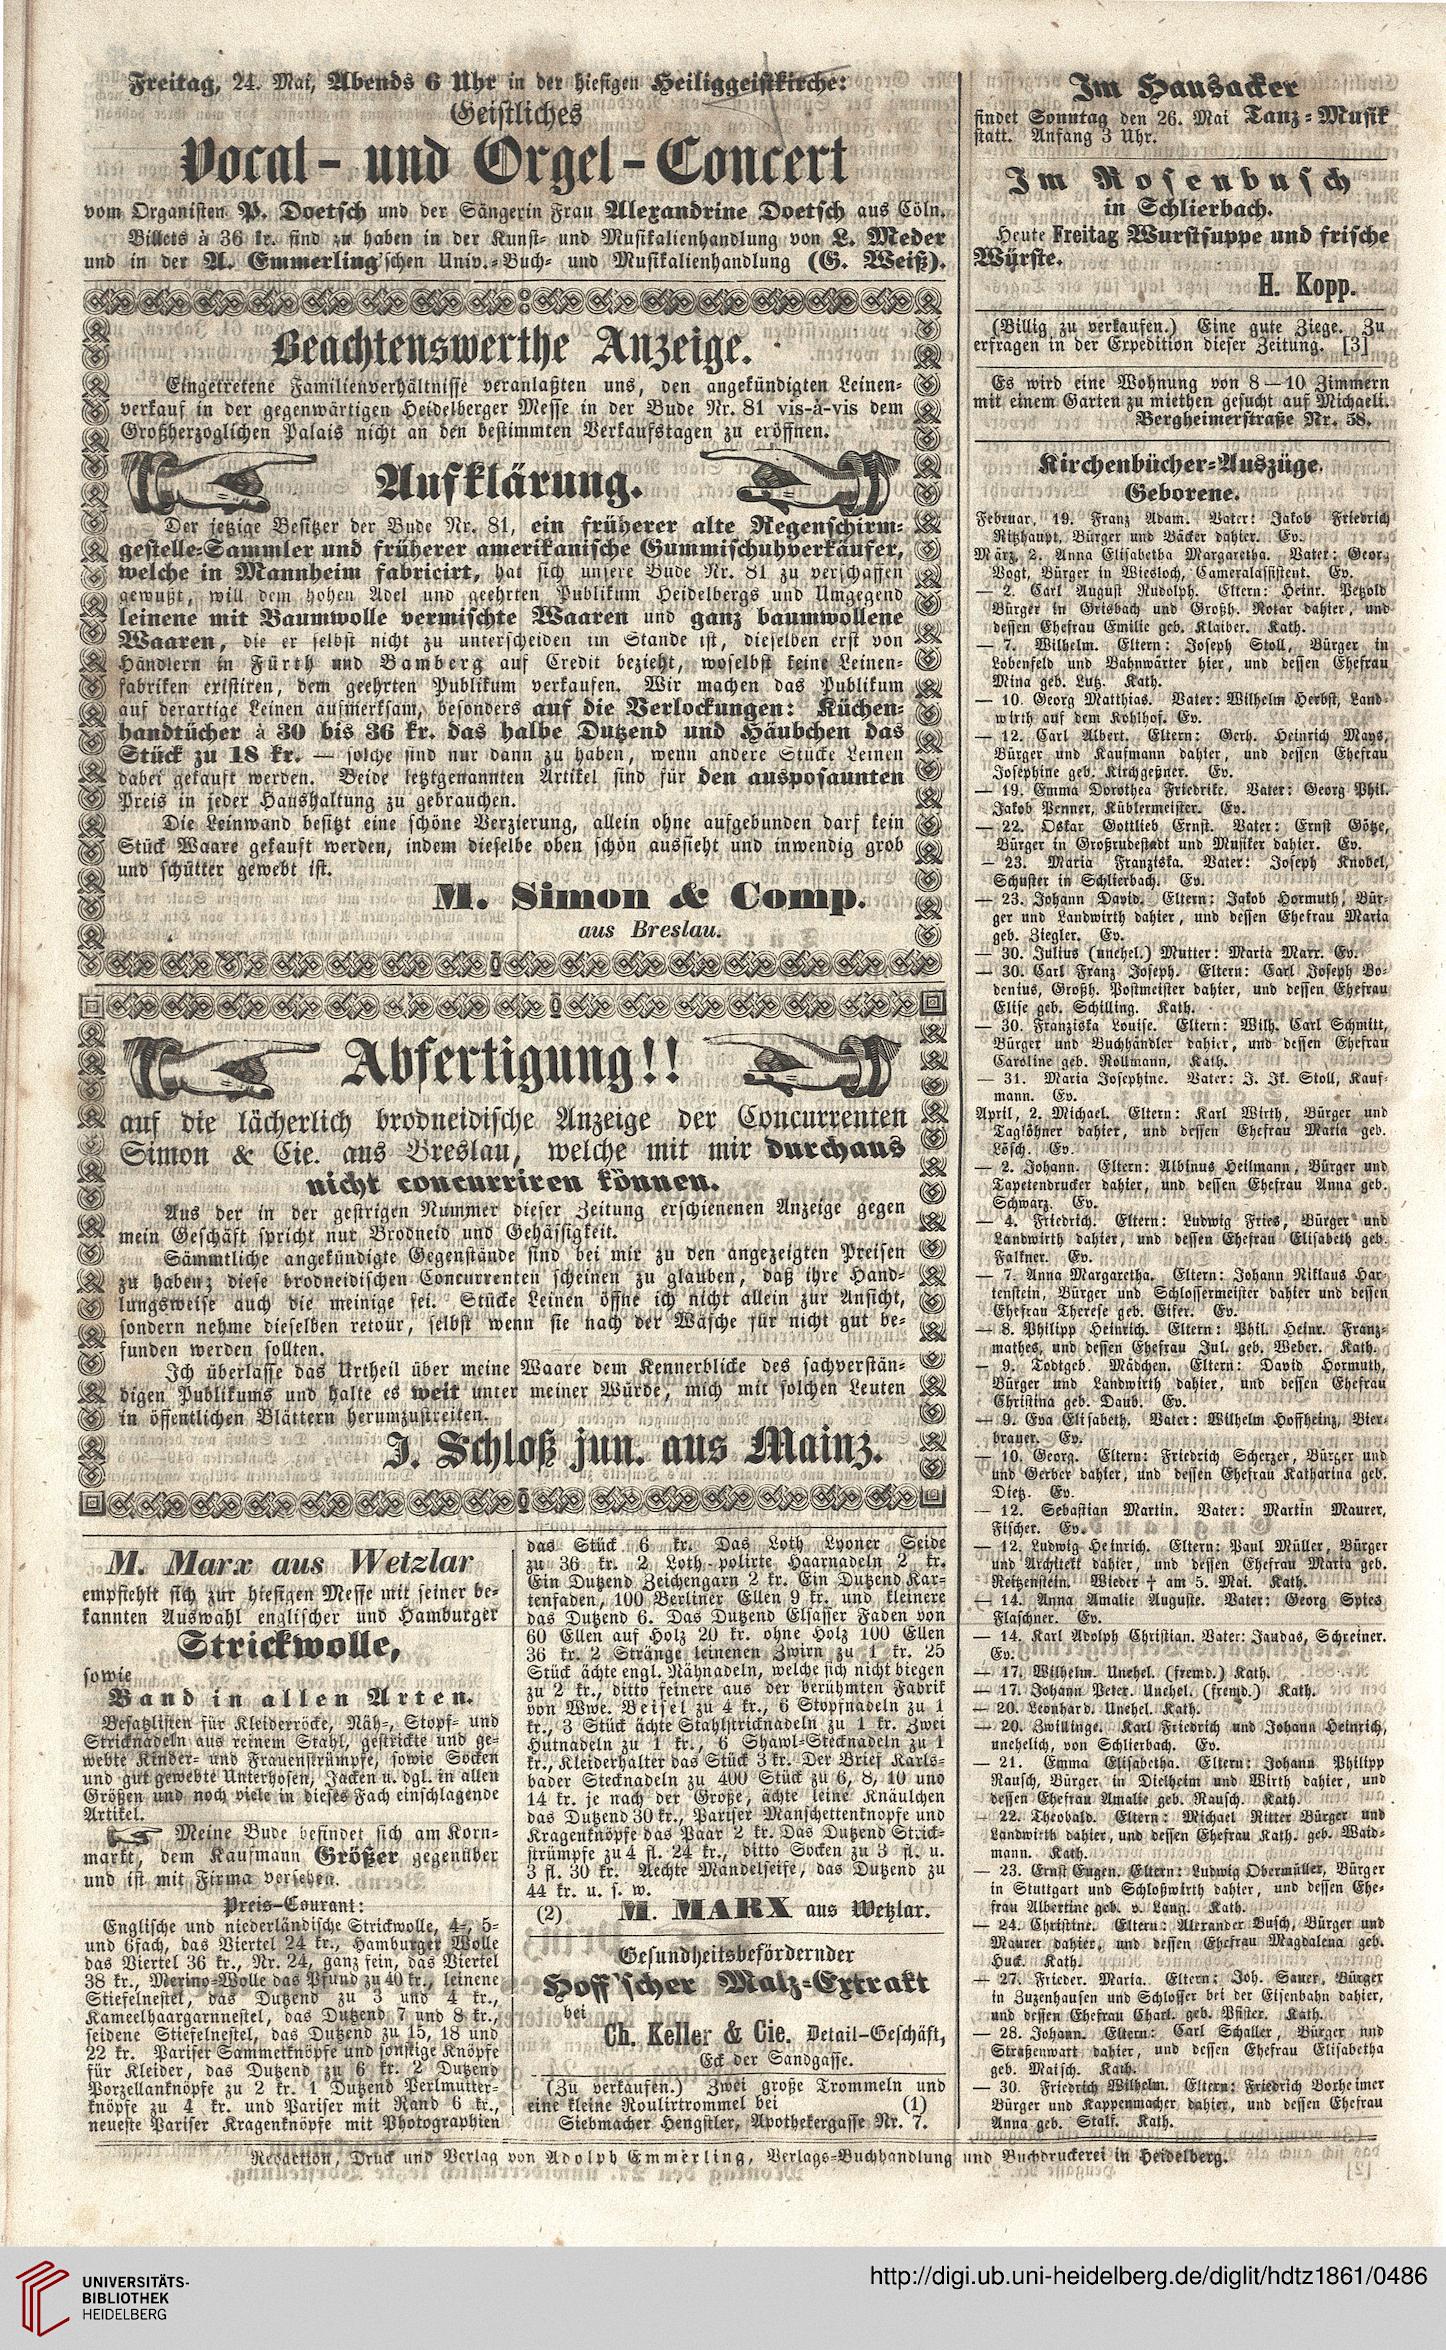 Freitag, 24. Mai, Abends 6 Uhr in der hiesigen Heiliggeistkirche:
Geistliches
Vocal- und Orgel-Concert
vom Organisten P. Doetsch und der Sängerin Frau Alexandrine Doetsch aus Cöln.
Billets à 36 kr. sind zu haben in der Kunst- und Musikalienhandlung von L. Meder
und in der A. Emmerling'schen Univ.-Buch- und Musikalienhandlung (G. Weiß).
Beachtenswerthe Anzeige.
Eingetretene Familienverhältnisse veranlaßten uns, den angekündigten Leinen-
verkauf in der gegenwärtigen Heidelberger Messe in der Bude Nr. 81 vis-à-vis dem
Großherzoglichen Palais nicht an den bestimmten Verkaufstagen zu eröffnen.
Aufklärung.
Der jetzige Besitzer der Bude Nr. 81, ein früherer alte Regenschirm-
gestelle-Sammler und früherer amerikanische Gummischuhverkäufer,
welche in Mannheim fabricirt, hat sich unsere Bude Nr. 81 zu verschaffen
gewußt, will dem hohen Adel und geehrten Publikum Heidelbergs und Umgegend
leinene mit Baumwolle vermischte Waaren und ganz baumwollene
Waaren, die er selbst nicht zu unterscheiden im Stande ist, dieselben erst von
Händlern in Fürth und Bamberg auf Credit bezieht, woselbst keine Leinen-
fabriken existiren, dem geehrten Publikum verkaufen. Wir machen das Publikum
auf derartige Leinen aufmerksam, besonders auf die Verlockungen: Küchen-
handtücher à 30 bis 36 kr. das halbe Dutzend und Häubchen das
Stück zu 18 kr. — solche sind nur dann zu haben, wenn andere Stücke Leinen
dabei gekauft werden. Beide letztgenannten Artikel sind für den ausposaunten
Preis in jeder Haushaltung zu gebrauchen.
Die Leinwand besitzt eine schöne Verzierung, allein ohne aufgebunden darf kein
Stück Waare gekauft werden, indem dieselbe oben schön aussieht und inwendig grob
und schütter gewebt ist.
M. Simon & Comp.
aus Breslau.
Abfertigung!!
auf die lächerlich brodneidische Anzeige der Concurrenten
Simon & Cie. aus Breslau, welche mit mir durchaus
nicht concurriren können.
Aus der in der gestrigen Nummer dieser Zeitung erschienenen Anzeige gegen
mein Geschäft spricht nur Brodneid und Gehässigkeit.
Sämmtliche angekündigte Gegenstände sind bei mir zu den angezeigten Preisen
zu haben; diese brodneidischen Concurrenten scheinen zu glauben, daß ihre Hand-
lungsweise auch die meinige sei. Stücke Leinen öffne ich nicht allein zur Ansicht,
sondern nehme dieselben retour, selbst wenn sie nach der Wäsche für nicht gut be-
funden werden sollten.
Ich überlasse das Urtheil über meine Waare dem Kennerblicke des sachverstän-
digen Publikums und halte es weit unter meiner Würde, mich mit solchen Leuten
in öffentlichen Blättern herumzustreiten.
J. Schloß jun. aus Mainz.
M. Marx aus Wetzlar
empfiehlt sich zur hiesigen Messe mit seiner be-
kannten Auswahl englischer und Hamburger
Strickwolle,
sowie
Band in allen Arten.
Besatzlisten für Kleiderröcke, Näh-, Stopf- und
Stricknadeln aus reinem Stahl, gestrickte und ge-
webte Kinder- und Frauenstrümpfe, sowie Socken
und gut gewebte Unterhosen, Jacken u. dgl. in allen
Größen und noch viele in dieses Fach einschlagende
Artikel.
Meine Bude befindet sich am Korn-
markt, dem Kaufmann Größer gegenüber
und ist mit Firma versehen.
Preis-Courant:
Englische und niederländische Strickwolle, 4-, 5-
und 6fach, das Viertel 24 kr., Hamburger Wolle
das Viertel 36 kr., Nr. 24, ganz fein, das Viertel
38 kr., Merino-Wolle das Pfund zu 40 kr., leinene
Stiefelnestel, das Dutzend zu 3 und 4 kr.,
Kameelhaargarnnestel, das Dutzend 7 und 8 kr.,
seidene Stiefelnestel, das Dutzend zu 15, 18 und
22 kr. Pariser Sammetknöpfe und sonstige Knöpfe
für Kleider, das Dutzend zu 6 kr. 2 Dutzend
Porzellanknöpfe zu 2 kr. 1 Dutzend Perlmutter-
knöpfe zu 4 kr. und Pariser mit Rand 6 kr.,
neueste Pariser Kragenknöpfe mit Photographien
das Stück 6 kr. Das Loth Lyoner Seide
zu 36 kr. 2 Loth polirte Haarnadeln 2 kr.
Ein Dutzend Zeichengarn 2 kr. Ein Dutzend Kar-
tenfaden, 100 Berliner Ellen 9 kr. und kleinere
das Dutzend 6. Das Dutzend Elsasser Faden von
60 Ellen auf Holz 20 kr. ohne Holz 100 Ellen
36 kr. 2 Stränge leinenen Zwirn zu 1 kr. 25
Stück ächte engl. Nähnadeln, welche sich nicht biegen
zu 2 kr., ditto feinere aus der berühmten Fabrik
von Wwe. Beisel zu 4 kr., 6 Stopfnadeln zu 1
kr., 3 Stück ächte Stahlstricknadeln zu 1 kr. Zwei
Hutnadeln zu 1 kr., 6 Shawl-Stecknadeln zu 1
kr., Kleiderhalter das Stück 3 kr. Der Brief Karls-
bader Stecknadeln zu 400 Stück zu 6, 8, 10 und
14 kr. je nach der Große, ächte leine Knäulchen
das Dutzend 30 kr., Pariser Manschettenknopfe und
Kragenknöpfe das Paar 2 kr. Das Dutzend Strick-
strümpfe zu 4 fl. 24 kr., ditto Socken zu 3 fl. u.
3 fl. 30 kr. Aechte Mandelseife, das Dutzend zu
44 kr. u. s. w.
(2) M. MARX aus Wetzlar.
Gesundheitsbefördernder
Hoff'scher Malz-Extrakt
bei
Ch. Keller & Cie. Detail-Geschäft,
Eck der Sandgasse.
(Zu verkaufen.) Zwei große Trommeln und
eine kleine Roulirtrommel bei (1)
Siebmacher Hengstler, Apothekergasse Nr. 7.
Im Hausacker
findet Sonntag den 26. Mai Tanz-Musik
statt. Anfang 3 Uhr.
Im Rosenbusch
in Schlierbach.
Heute Freitag Wurstsuppe und frische
Würste.
H. Kopp.
(Billig zu verkaufen.) Eine gute Ziege. Zu
erfragen in der Expedition dieser Zeitung. [3]
Es wird eine Wohnung von 8—10 Zimmern
mit einem Garten zu miethen gesucht auf Michaeli.
Bergheimerstraße Nr. 58.
Kirchenbücher-Auszüge.
Geborene.
Februar, 19. Franz Adam. Vater: Jakob Friedrich
Ritzhaupt, Bürger und Bäcker dahier. Ev.
März, 2. Anna Elisabetha Margaretha. Vater: Georg
Vogt, Bürger in Wiesloch, Cameralassistent. Ev.
— 2. Carl August Rudolph. Eltern: Heinr. Petzold
Bürger in Grisbach und Großh. Notar dahier, und
dessen Ehefrau Emilie geb. Klaiber. Kath.
— 7. Wilhelm. Eltern: Joseph Stoll, Bürger in
Lobenfeld und Bahnwärter hier, und dessen Ehefrau
Mina geb. Lutz. Kath.
— 10. Georg Matthias. Vater: Wilhelm Herbst, Land-
wirth auf dem Kohlhof. Ev.
— 12. Carl Albert. Eltern: Gerh. Heinrich Mays,
Bürger und Kaufmann dahier, und dessen Ehefrau
Josephine geb. Kirchgeßner. Ev.
— 19. Emma Dorothea Friedrike. Vater: Georg Phil.
Jakob Penner, Küblermeister. Ev.
— 22. Oskar Gottlieb Ernst. Vater: Ernst Götze,
Bürger in Großrudestedt und Musiker dahier. Ev.
— 23. Maria Franziska. Vater: Joseph Knobel,
Schuster in Schlierbach. Ev.
— 23. Johann David. Eltern: Jakob Hormuth, Bür-
ger und Landwirth dahier, und dessen Ehefrau Maria
geb. Ziegler. Ev.
— 30. Julius (unehel.) Mutter: Maria Marx. Ev.
— 30. Carl Franz Joseph. Eltern: Carl Joseph Bo-
denius, Großh. Postmeister dahier, und dessen Ehefrau
Elise geb. Schilling. Kath.
— 30. Franziska Louise. Eltern: Wilh. Carl Schmitt,
Bürger und Buchhändler dahier, und dessen Ehefrau
Caroline geb. Rollmann, Kath.
— 31. Maria Josephine. Vater: J. Jk. Stoll, Kauf-
mann. Ev.
April, 2. Michael. Eltern: Karl Wirth, Bürger und
Taglöhner dahier, und dessen Ehefrau Maria geb.
Lösch. Ev.
— 2. Johann. Eltern: Albinus Heilmann, Bürger und
Tapetendrucker dahier, und dessen Ehefrau Anna geb.
Schwarz. Ev.
— 4. Friedrich. Eltern: Ludwig Fries, Bürger und
Landwirth dahier, und dessen Ehefrau Elisabeth geb.
Falkner. Ev.
— 7. Anna Margaretha. Eltern: Johann Niklaus Har-
tenstein, Bürger und Schlossermeister dahier und dessen
Ehefrau Therese geb. Eiser. Ev.
— 8. Philipp Heinrich. Eltern: Phil. Heinr. Franz-
mathes, und dessen Ehefrau Jul. geb. Weber. Kath.
— 9. Todtgeb. Mädchen. Eltern: David Hormuth,
Bürger und Landwirth dahier, und dessen Ehefrau
Christina geb. Daub. Ev.
— 9. Eva Elisabeth. Vater: Wilhelm Hoffheinz, Bier-
brauer. Ev.
— 10. Georg. Eltern: Friedrich Scherzer, Bürger und
und Gerber dahier, und dessen Ehefrau Katharina geb.
Dietz. Ev.
— 12. Sebastian Martin. Vater: Martin Maurer,
Fischer. Ev.
— 12. Ludwig Heinrich. Eltern: Paul Müller, Bürger
und Architekt dahier, und dessen Ehefrau Maria geb.
Reitzenstein. Wieder † am 5. Mai. Kath.
— 14. Anna Amalie Auguste. Vater: Georg Spies
Flaschner. Ev.
— 14. Karl Adolph Christian. Vater: Jaudas, Schreiner.
Ev.
— 17. Wilhelm. Unehel. (fremd.) Kath.
— 17. Johann Peter. Unehel. (fremd.) Kath.
— 20. Leonhard. Unehel. Kath.
— 20. Zwillinge. Karl Friedrich und Johann Heinrich,
unehelich, von Schlierbach. Ev.
— 21. Emma Elisabetha. Eltern: Johann Philipp
Rausch, Bürger in Dielheim und Wirth dahier, und
dessen Ehefrau Amalie geb. Rausch. Kath.
— 22. Theobald. Eltern: Michael Ritter Bürger und
Landwirth dahier, und dessen Ehefrau Kath. geb. Waid-
mann. Kath.
— 23. Ernst Eugen. Eltern: Ludwig Obermüller, Bürger
in Stuttgart und Schloßwirth dahier, und dessen Ehe-
frau Albertine geb. v. Lang. Kath.
— 24. Christine. Eltern: Alexander Busch, Bürger und
Maurer dahier, und dessen Ehefrau Magdalena geb.
Huck. Kath.
— 27. Frieder. Maria. Eltern: Joh. Sauer, Bürger
in Zuzenhausen und Schlosser bei der Eisenbahn dahier,
und dessen Ehefrau Charl. geb. Pfister. Kath.
— 28. Johann. Eltern: Carl Schaller, Bürger und
Straßenwart dahier, und dessen Ehefrau Elisabetha
geb. Maisch. Kath.
— 30. Friedrich Wilhelm. Eltern: Friedrich Borheimer
Bürger und Kappenmacher dahier, und dessen Ehefrau
Anna geb. Stalf. Kath.
Redaction, Druck und Verlag von Adolph Emmerling, Verlags-Buchhandlung und Buchdruckerei in Heidelberg.
UNIVERSITÄTS-
BIBLIOTHEK
HEIDELBERG
http://digi.ub.uni-heidelberg.de/diglit/hdtz1861/0486